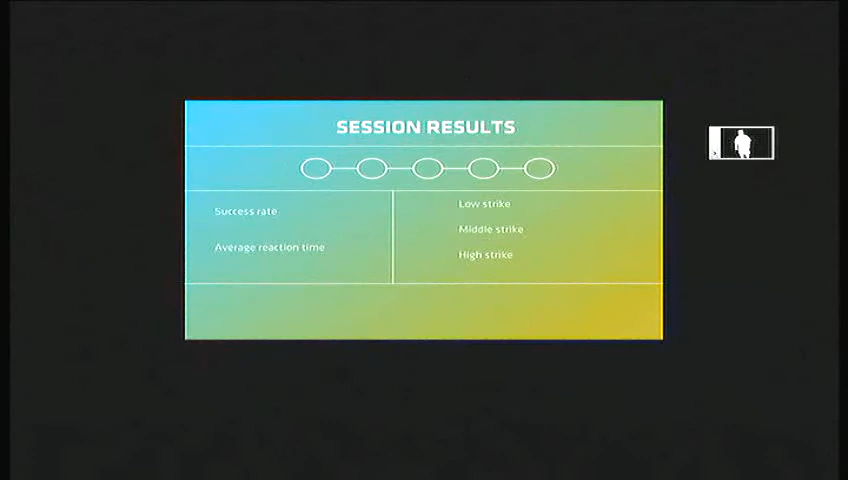 SESSION RESULTS
Success rate
Average reaction time
Low strike
Middle strike
High strike